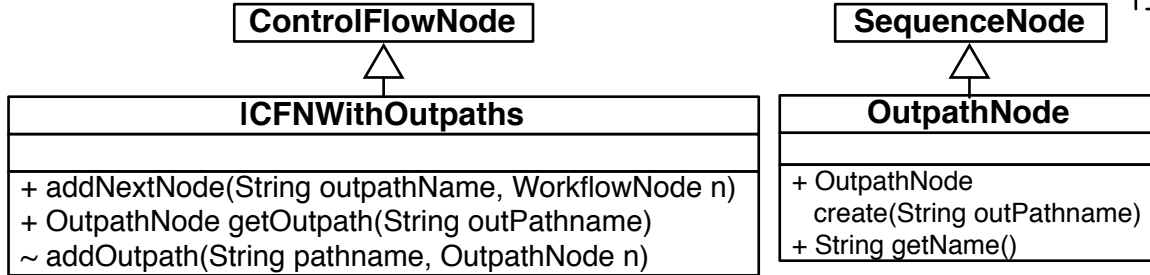 ControlFlowNode
ICFNWithOutpaths
+ addNextNode(String outpathName, WorkflowNode n)
+ OutpathNode getOutpath(String outPathname)
~ addOutpath(String pathname, OutpathNode n)
SequenceNode
OutpathNode
+ OutpathNode
create(String outPathname)
+ String getName()